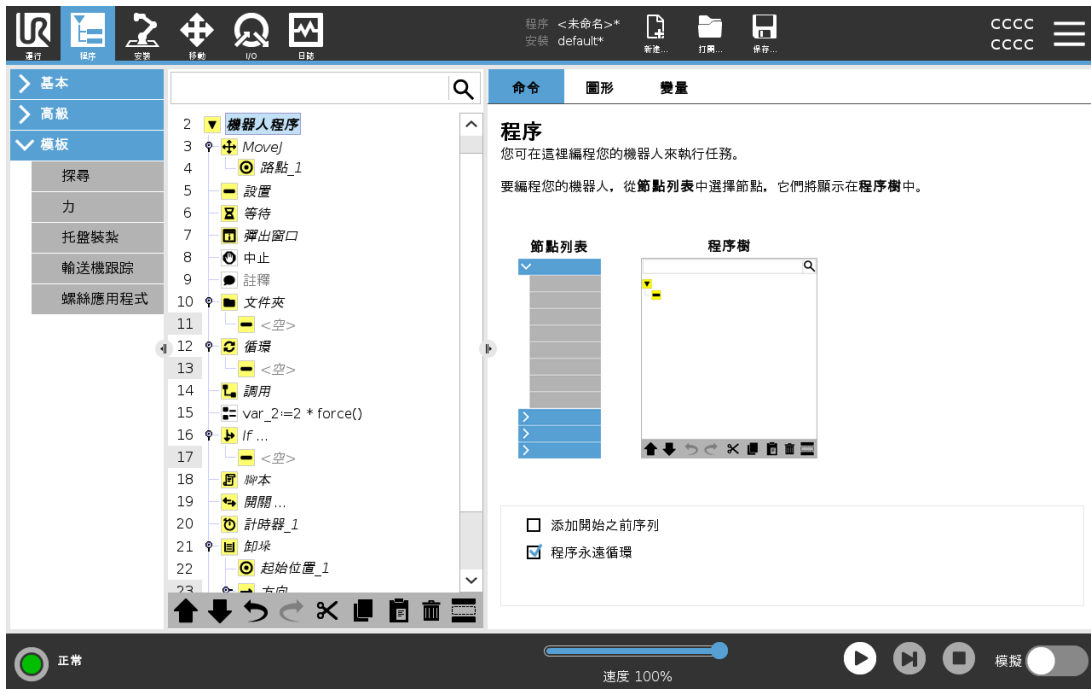 UR
運行
程序
安裝
移動
I/O
日誌
程序 <未命名>*
安裝 default*
新建...
打開...
保存...
CCCC
CCCC
基本
高級
模板
探尋
力
托盤裝紮
輸送機跟踪
螺絲應用程式
2 機器人程序
3 MoveJ
4 路點_1
5 設置
6 等待
7 彈出窗口
8 中止
9 註釋
10 文件夾
11 <空>
12 循環
13 <空>
14 調用
15 var_2:=2 * force()
16 If ...
17 <空>
18 腳本
19 開關 ...
20 計時器_1
21 卸垛
22 起始位置_1
23 方向
命令
圖形
變量
程序
您可在這裡編程您的機器人來執行任務。
要編程您的機器人，從節點列表中選擇節點，它們將顯示在程序樹中。
節點列表
程序樹
添加開始之前序列
程序永遠循環
正常
速度 100%
模擬